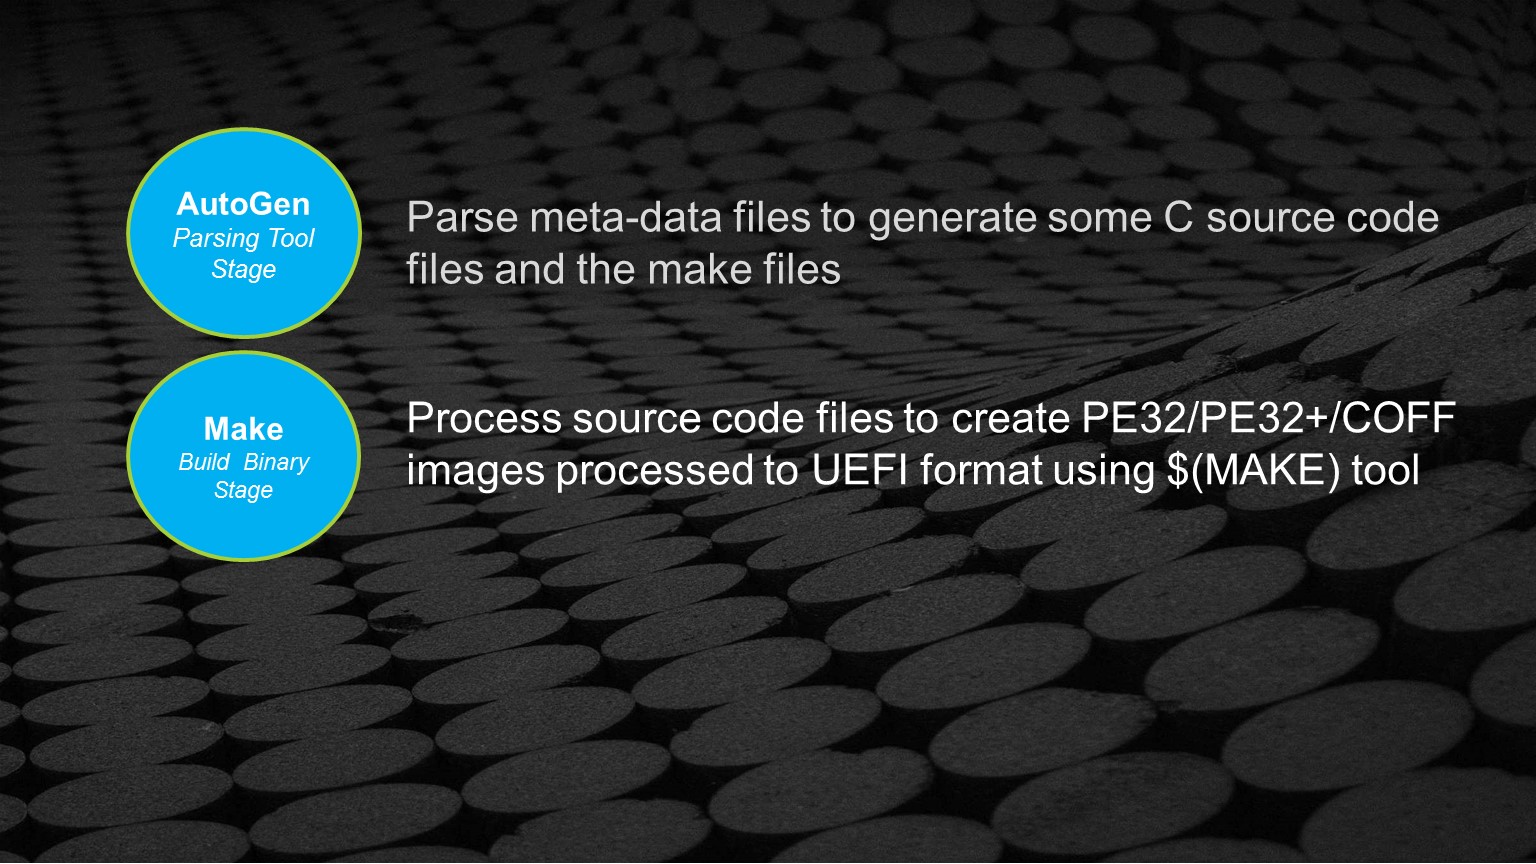 AutoGen
Parsing Tool
Stage
Parse meta-data files to generate some C source code
files and the make files
Make
Build  Binary
Stage
Process source code files to create PE32/PE32+/COFF
images processed to UEFI format using $(MAKE) tool